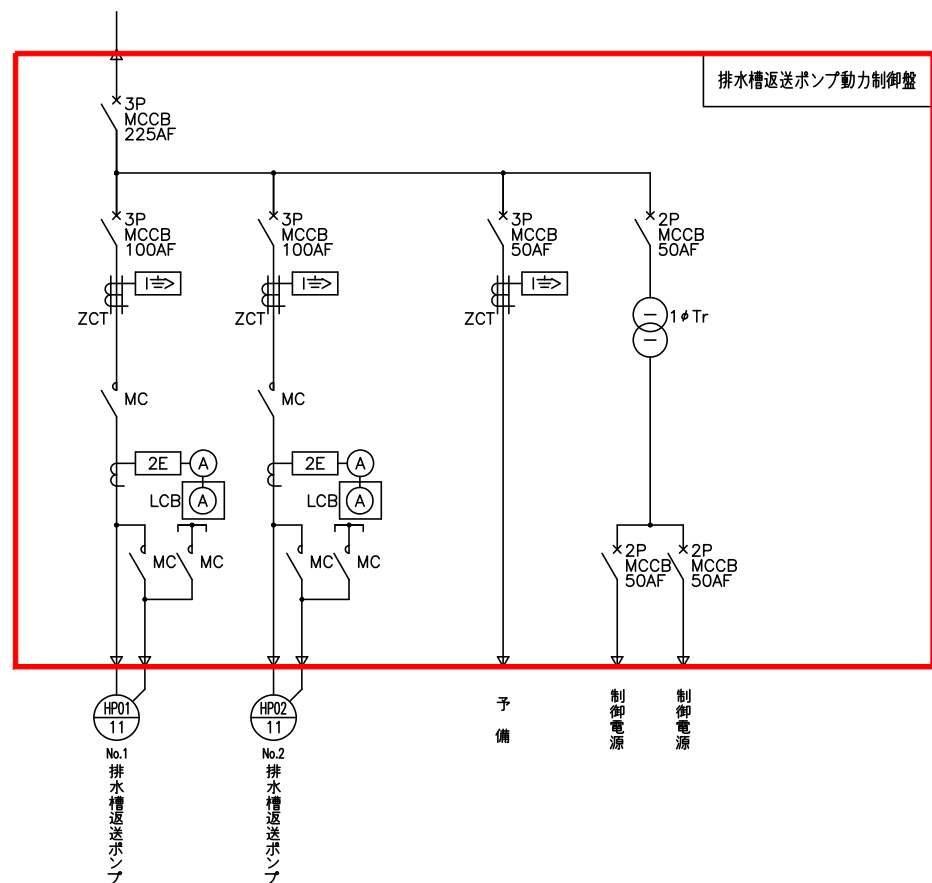 排水槽返送ポンプ動力制御盤
3P
MCCB
225AF
3P
MCCB
100AF
3P
MCCB
100AF
3P
MCCB
50AF
2P
MCCB
50AF
I≐>
I≐>
I≐>
ZCT
ZCT
ZCT
1φTr
MC
MC
2E
A
2E
A
LCB
A
LCB
A
MC
MC
MC
MC
2P
MCCB
50AF
2P
MCCB
50AF
HP01
11
No.1
排水槽返送ポンプ
HP02
11
No.2
排水槽返送ポンプ
予備
制御電源
制御電源